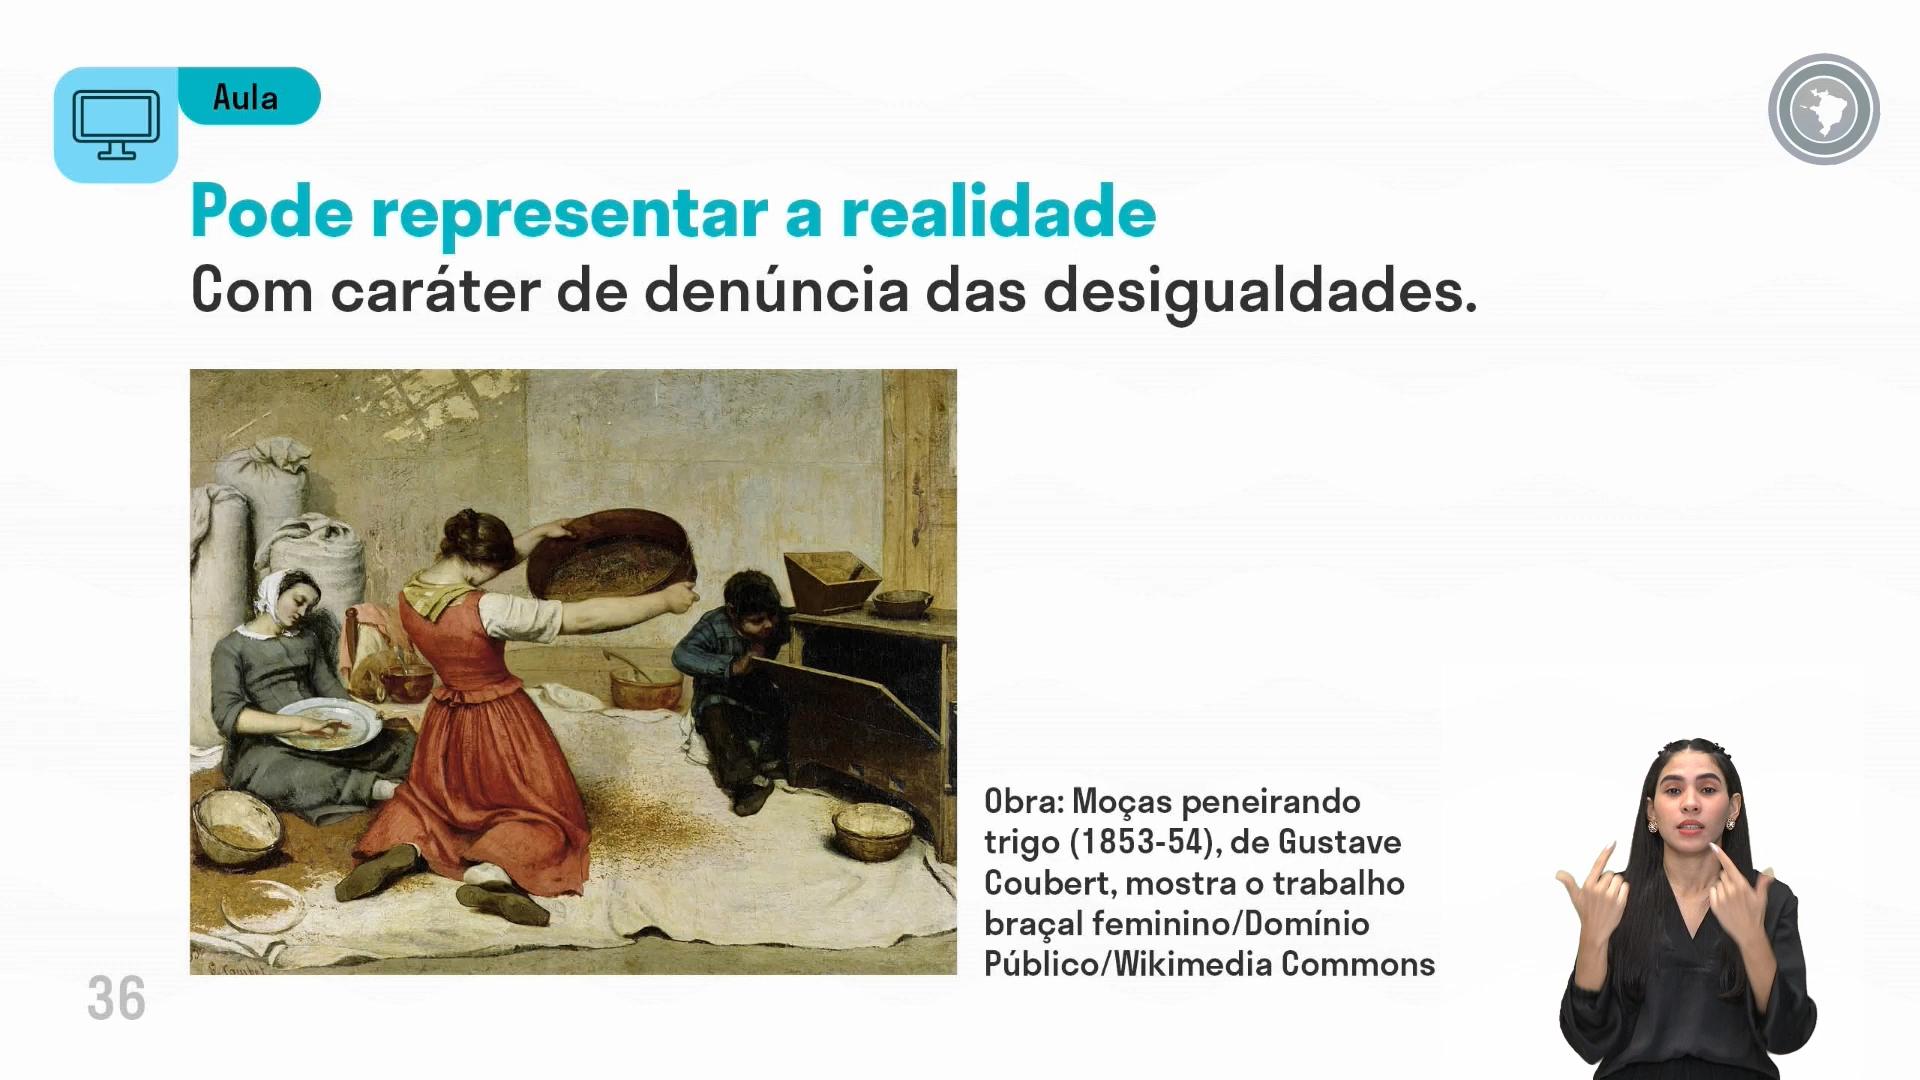 Aula
Pode representar a realidade
Com caráter de denúncia das desigualdades.
Obra: Moças peneirando
trigo (1853-54), de Gustave
Coubert, mostra o trabalho
braçal feminino/Domínio
Público/Wikimedia Commons
36